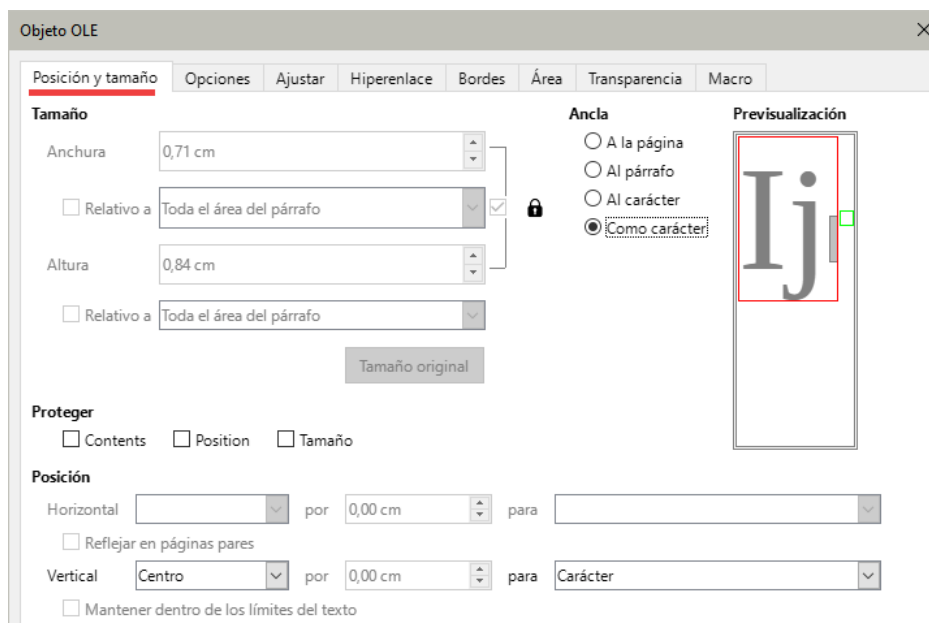 Objeto OLE
Posición y tamaño Opciones Ajustar Hiperenlace Bordes Área Transparencia Macro
Tamaño Ancla Previsualización
Anchura 0,71 cm A la página
Al párrafo
Relativo a Toda el área del párrafo Al carácter
Como carácter
Altura 0,84 cm
Relativo a Toda el área del párrafo
Tamaño original
Ij
Proteger
Contents Position Tamaño
Posición
Horizontal por 0,00 cm para
Reflejar en páginas pares
Vertical Centro por 0,00 cm para Carácter
Mantener dentro de los límites del texto